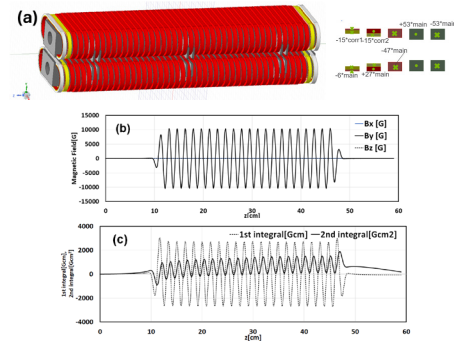 (a)
+53*main
-53*main
-15*corr1
-15*corr2
-47*main
-6*main
+27*main
(b)
15000
10000
5000
0
-5000
-10000
-15000
Magnetic Field[G]
Bx [G]
By [G]
Bz [G]
0 10 20 30 40 50 60
z[cm]
(c)
4000
2000
0
-2000
-4000
1st integral[Gcm],
2nd integral[Gcm²]
1st integral[Gcm]
2nd integral[Gcm2]
0 10 20 30 40 50 60
z[cm]